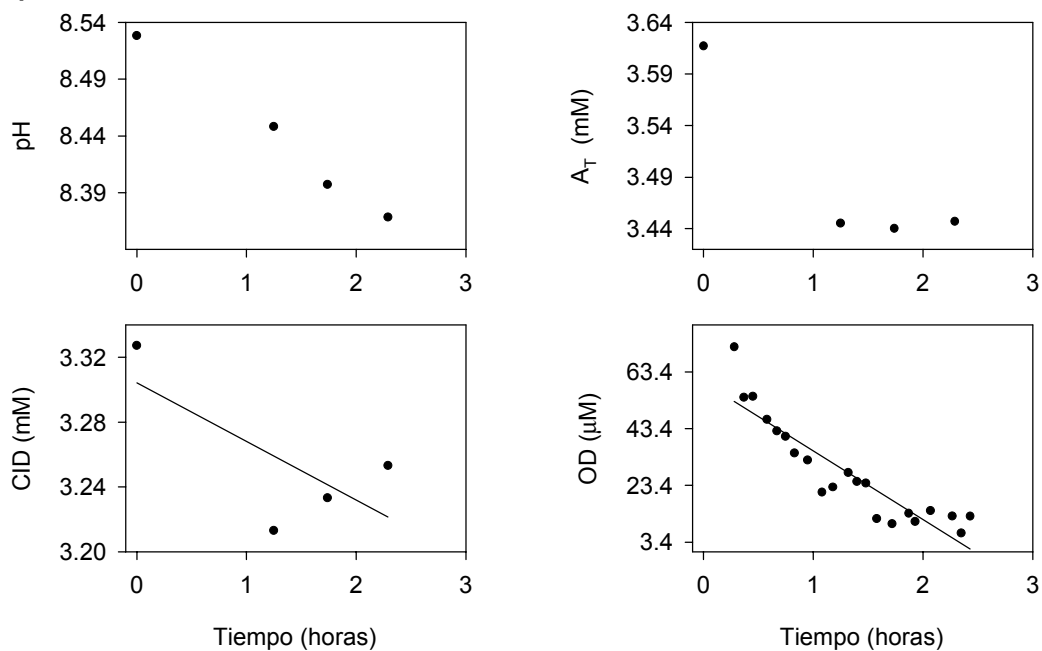 8.54
8.49
8.44
8.39
pH
0 1 2 3
3.64
3.59
3.54
3.49
3.44
A_T (mM)
0 1 2 3
3.32
3.28
3.24
3.20
CID (mM)
0 1 2 3
Tiempo (horas)
63.4
43.4
23.4
3.4
OD (μM)
0 1 2 3
Tiempo (horas)